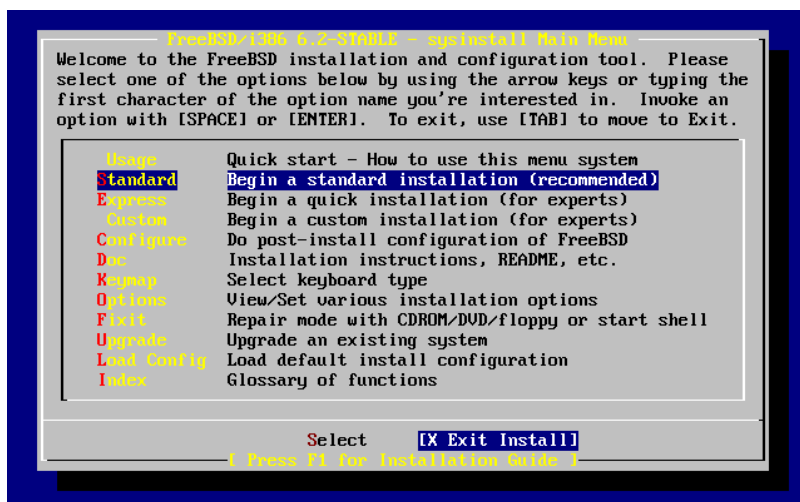 FreeBSD/i386 6.2-STABLE - sysinstall Main Menu
Welcome to the FreeBSD installation and configuration tool.  Please
select one of the options below by using the arrow keys or typing the
first character of the option name you're interested in.  Invoke an
option with [SPACE] or [ENTER].  To exit, use [TAB] to move to Exit.
Usage Quick start - How to use this menu system
Standard Begin a standard installation (recommended)
Express Begin a quick installation (for experts)
Custom Begin a custom installation (for experts)
Configure Do post-install configuration of FreeBSD
Doc Installation instructions, README, etc.
Keymap Select keyboard type
Options View/Set various installation options
Fixit Repair mode with CDROM/DVD/floppy or start shell
Upgrade Upgrade an existing system
Load Config Load default install configuration
Index Glossary of functions
Select [X Exit Install]
[ Press F1 for Installation Guide ]